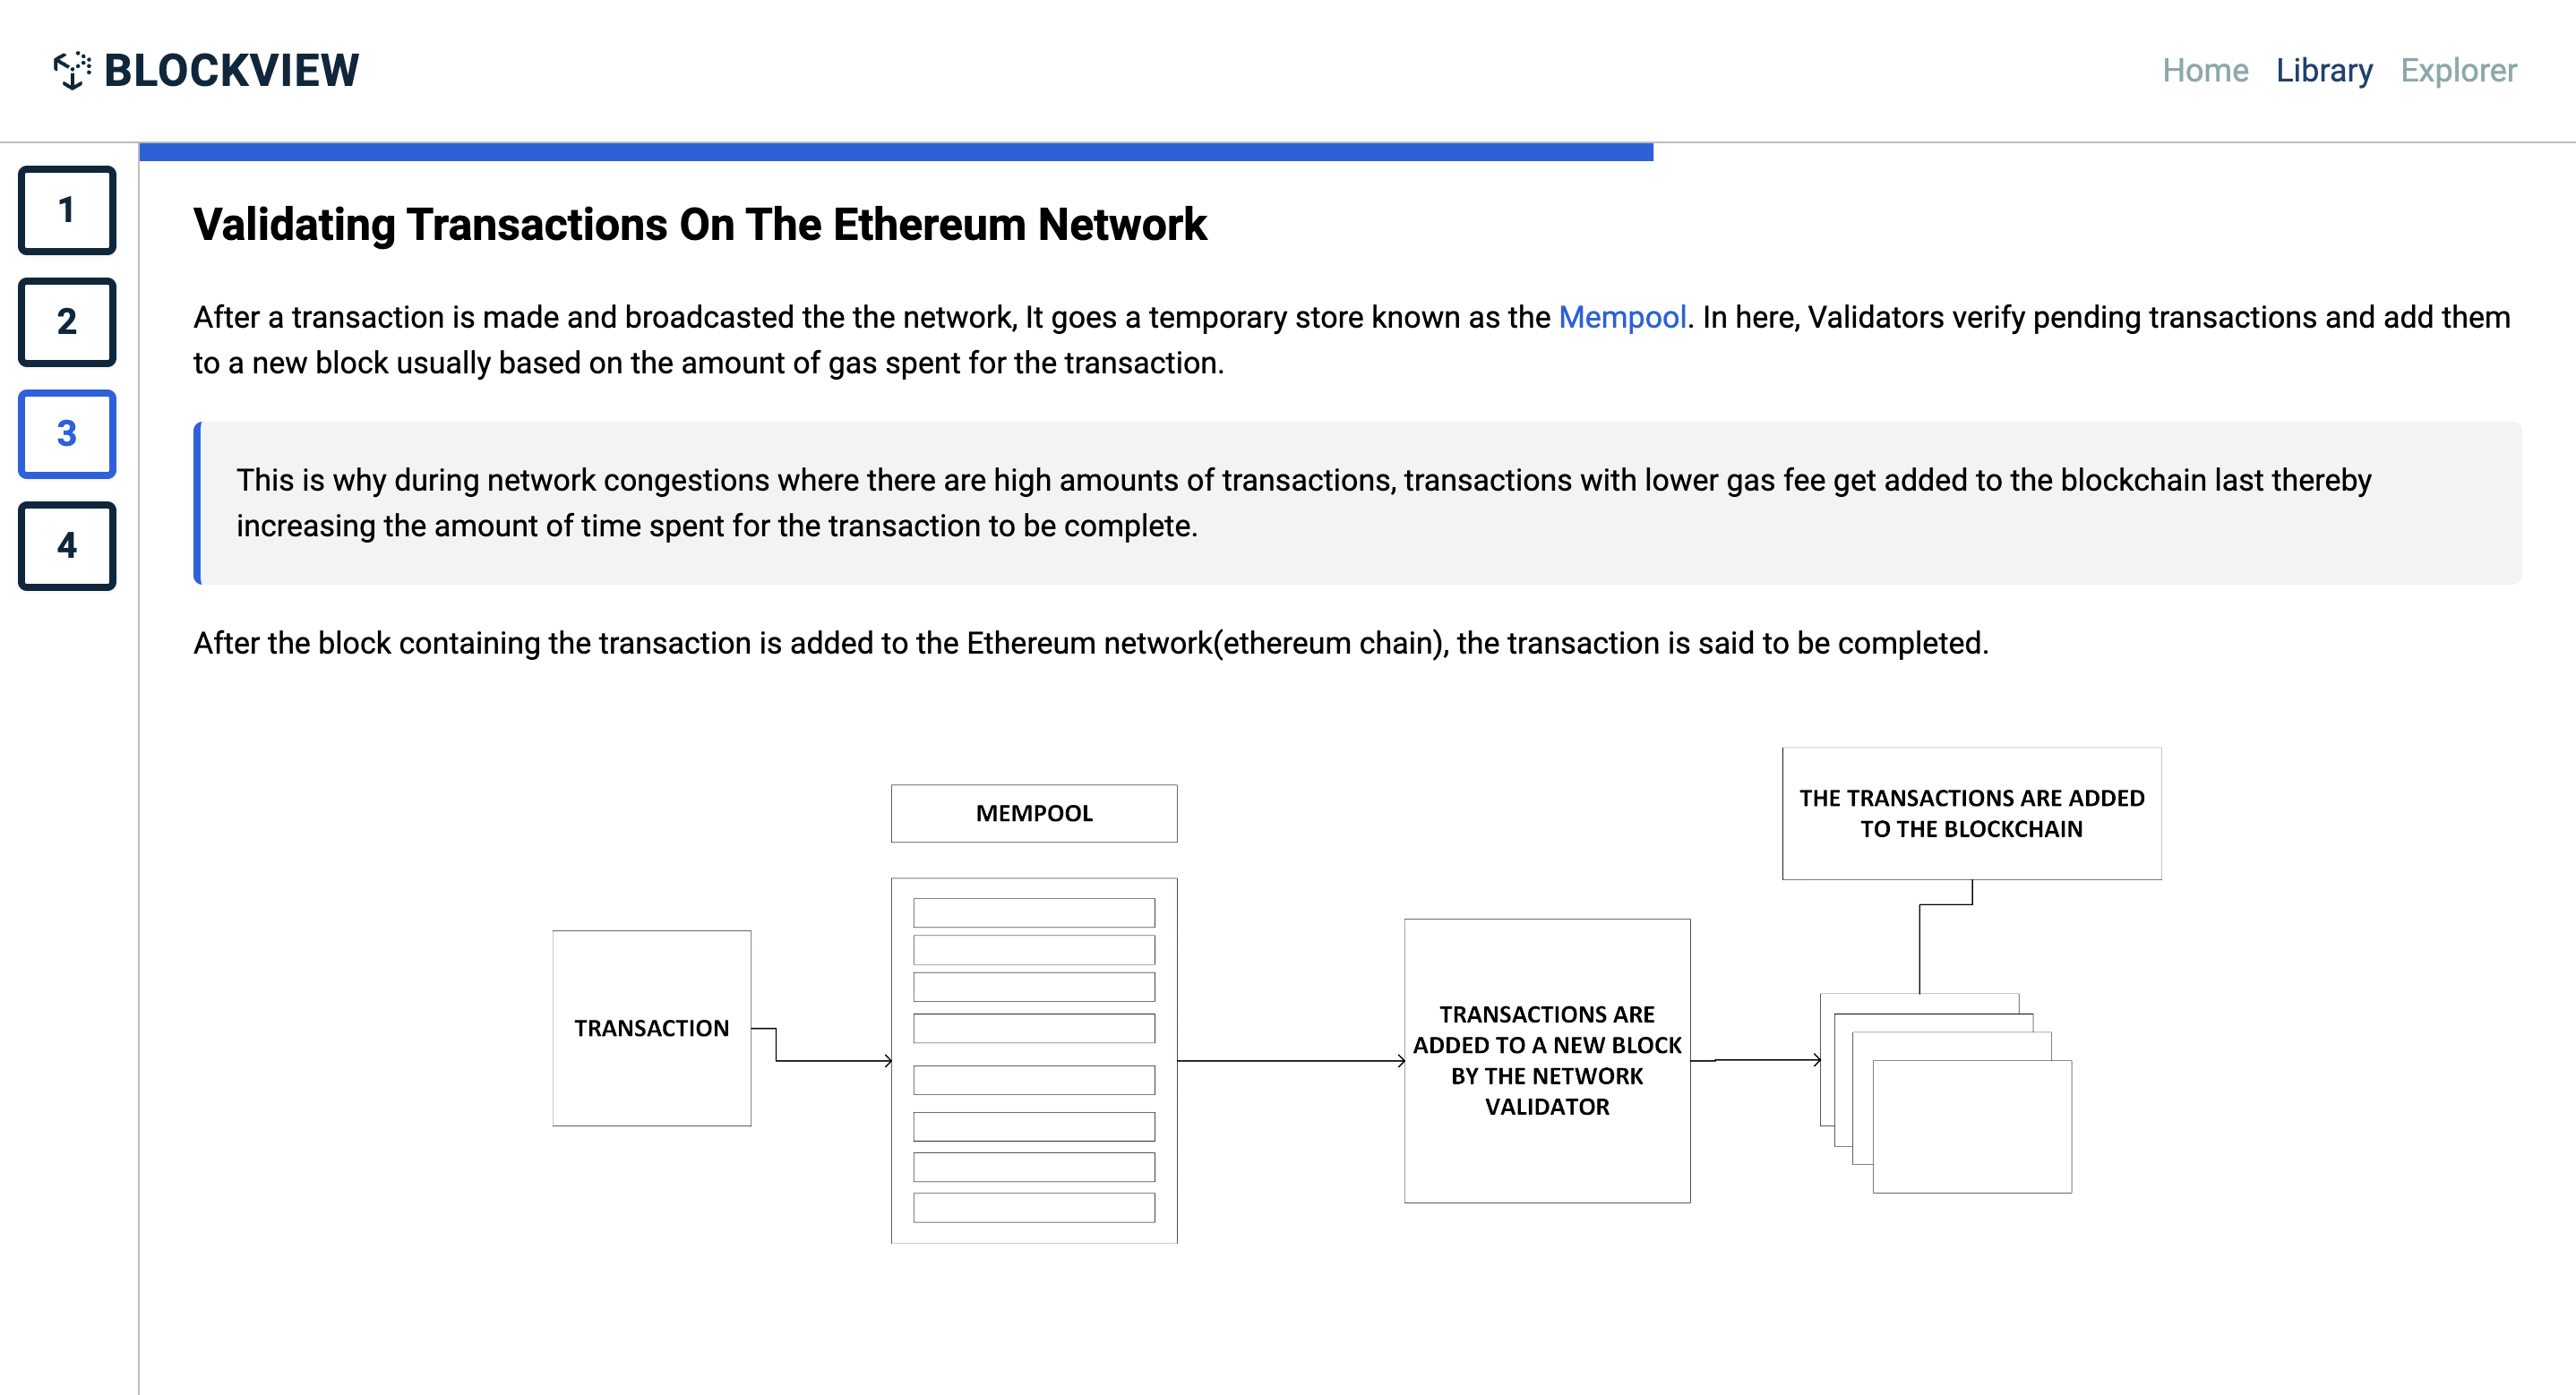 BLOCKVIEW
Home Library Explorer
1
2
3
4
Validating Transactions On The Ethereum Network
After a transaction is made and broadcasted the the network, It goes a temporary store known as the Mempool. In here, Validators verify pending transactions and add them
to a new block usually based on the amount of gas spent for the transaction.
This is why during network congestions where there are high amounts of transactions, transactions with lower gas fee get added to the blockchain last thereby
increasing the amount of time spent for the transaction to be complete.
After the block containing the transaction is added to the Ethereum network(ethereum chain), the transaction is said to be completed.
TRANSACTION
MEMPOOL
TRANSACTIONS ARE
ADDED TO A NEW BLOCK
BY THE NETWORK
VALIDATOR
THE TRANSACTIONS ARE ADDED
TO THE BLOCKCHAIN